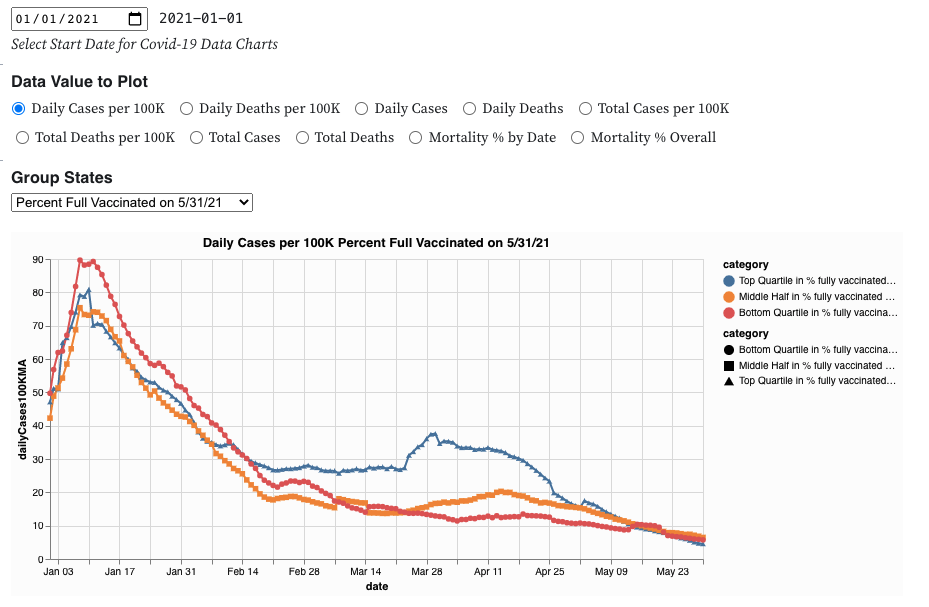 01/01/2021 2021-01-01
Select Start Date for Covid-19 Data Charts
Data Value to Plot
Daily Cases per 100K Daily Deaths per 100K Daily Cases Daily Deaths Total Cases per 100K
Total Deaths per 100K Total Cases Total Deaths Mortality % by Date Mortality % Overall
Group States
Percent Full Vaccinated on 5/31/21
Daily Cases per 100K Percent Full Vaccinated on 5/31/21
90
80
70
60
50
40
30
20
10
0
dailyCases100KMA
Jan 03 Jan 17 Jan 31 Feb 14 Feb 28 Mar 14 Mar 28 Apr 11 Apr 25 May 09 May 23
date
category
Top Quartile in % fully vaccinated…
Middle Half in % fully vaccinated …
Bottom Quartile in % fully vaccina…
category
Bottom Quartile in % fully vaccina…
Middle Half in % fully vaccinated …
Top Quartile in % fully vaccinated…